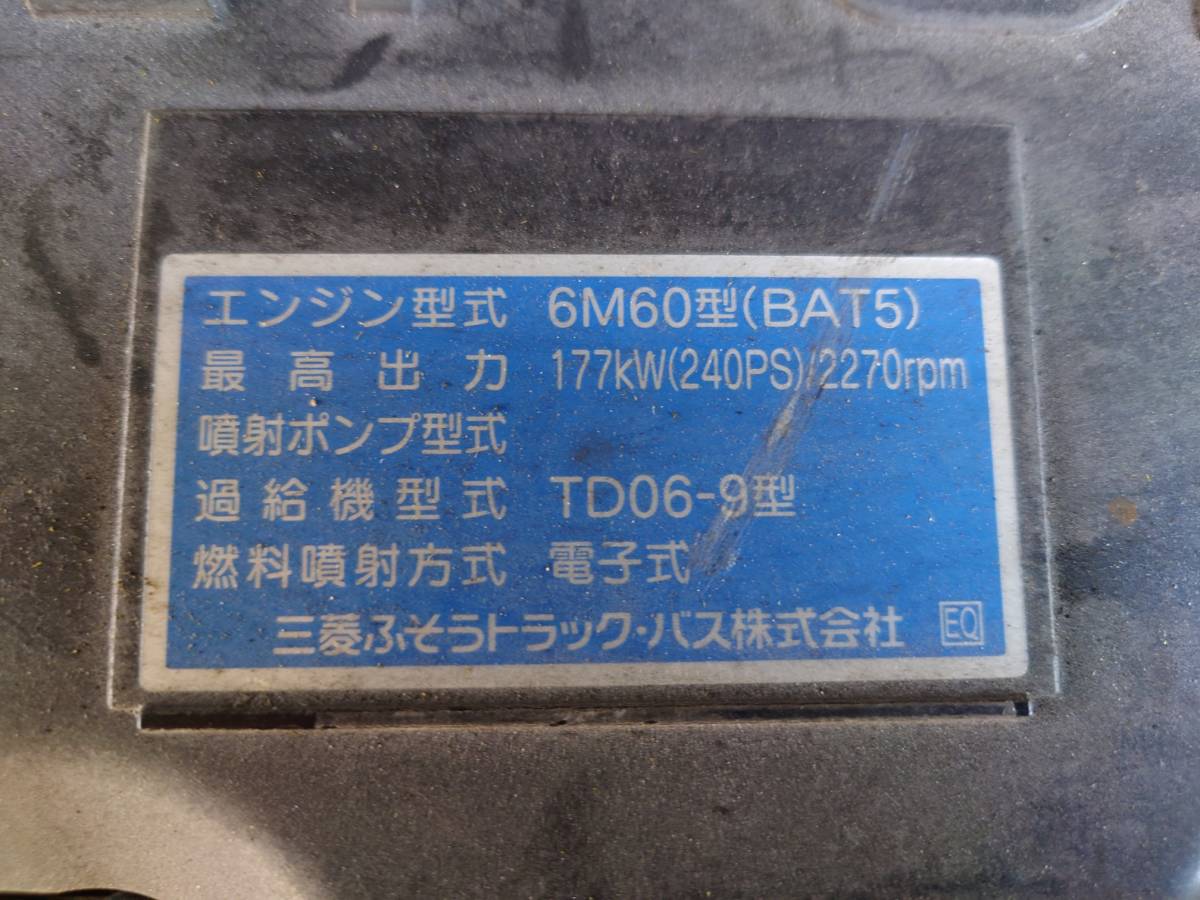 エンジン型式 6M60型(BAT5)
最高出力 177kW(240PS)/2270rpm
噴射ポンプ型式
過給機型式 TD06-9型
燃料噴射方式 電子式
三菱ふそうトラック・バス株式会社 EQ